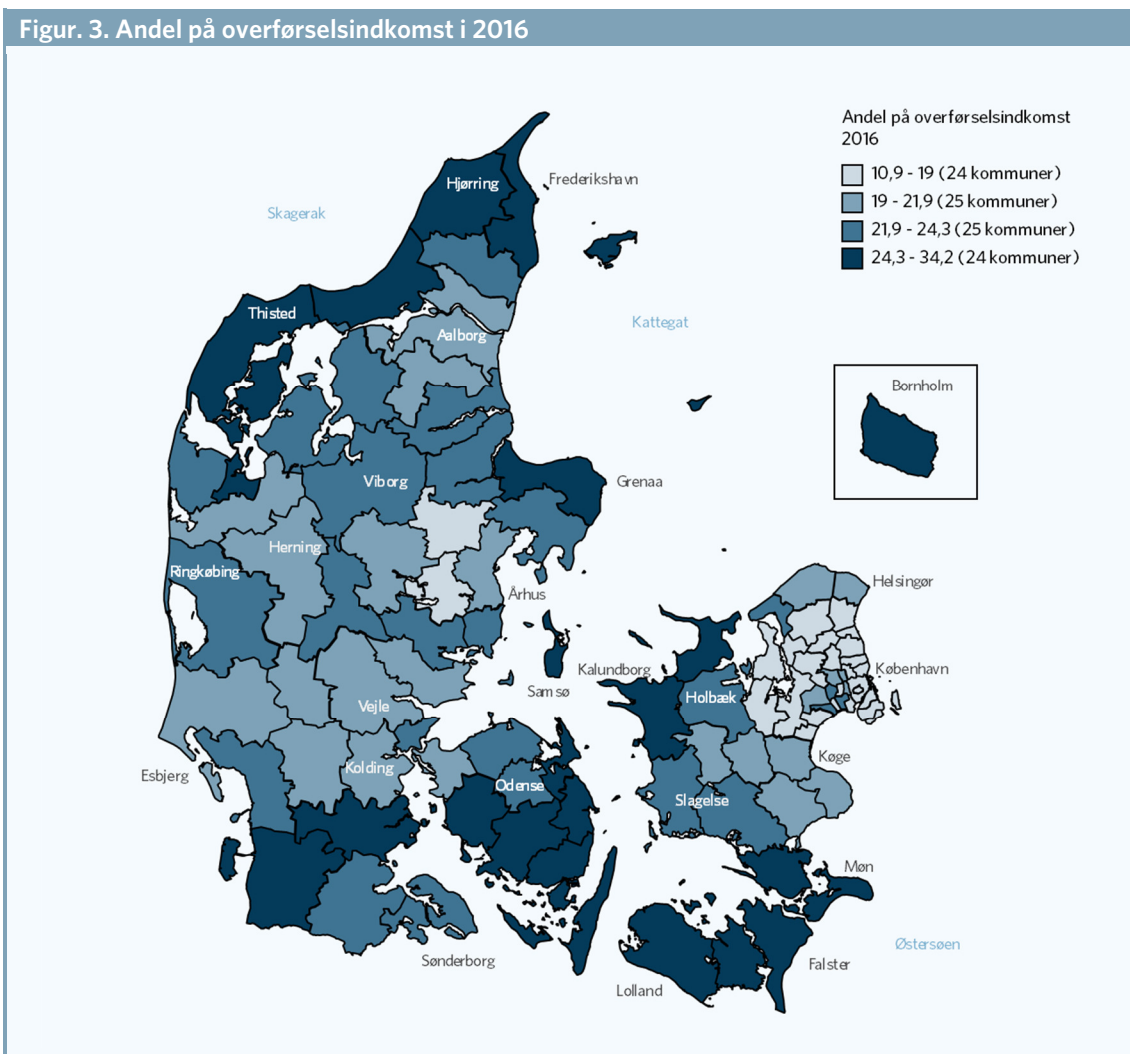 Figur. 3. Andel på overførselsindkomst i 2016
Andel på overførselsindkomst
2016
10,9 - 19 (24 kommuner)
19 - 21,9 (25 kommuner)
21,9 - 24,3 (25 kommuner)
24,3 - 34,2 (24 kommuner)
Hjørring
Frederikshavn
Skagerak
Thisted
Kattegat
Aalborg
Bornholm
Viborg
Grenaa
Herning
Ringkøbing
Helsingør
Århus
Kalundborg
København
Samsø
Holbæk
Vejle
Køge
Kolding
Esbjerg
Odense
Slagelse
Møn
Østersøen
Sønderborg
Falster
Lolland